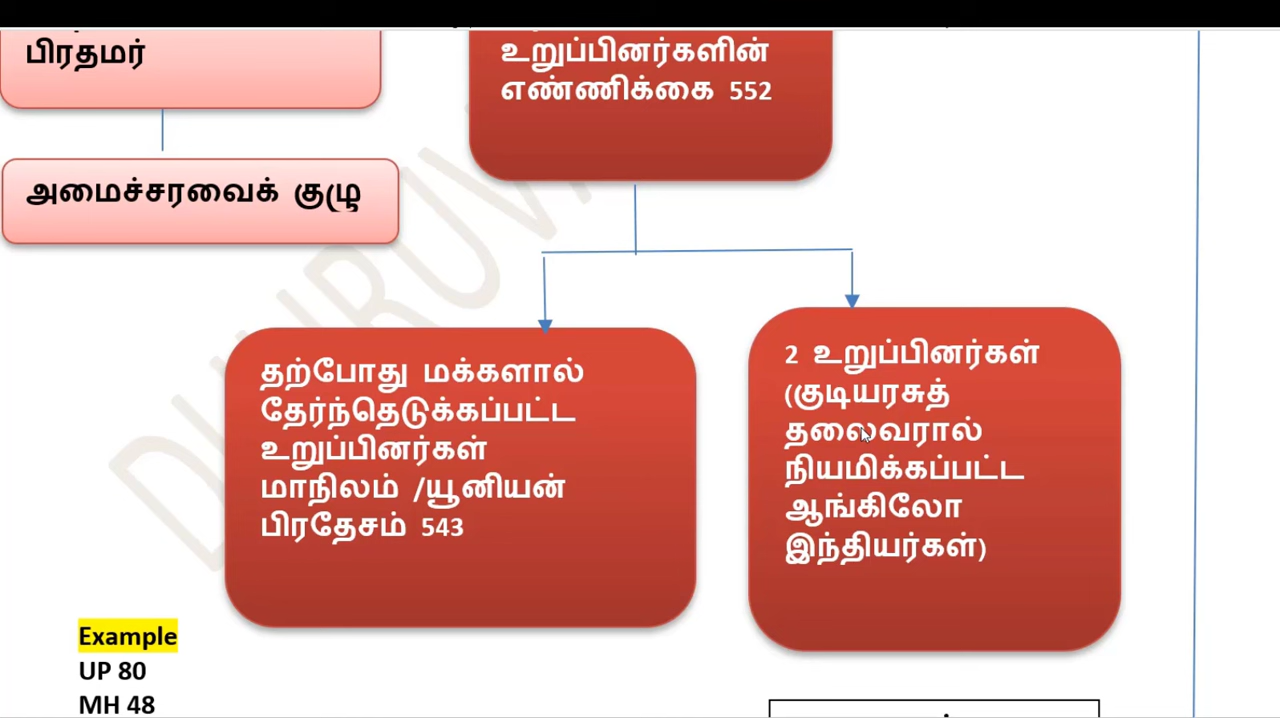 பிரதமர்
அமைச்சரவைக் குழு
உறுப்பினர்களின்
எண்ணிக்கை 552
தற்போது மக்களால்
தேர்ந்தெடுக்கப்பட்ட
உறுப்பினர்கள்
மாநிலம் /யூனியன்
பிரதேசம் 543
2 உறுப்பினர்கள்
(குடியரசுத்
தலைவரால்
நியமிக்கப்பட்ட
ஆங்கிலோ
இந்தியர்கள்)
Example
UP 80
MH 48